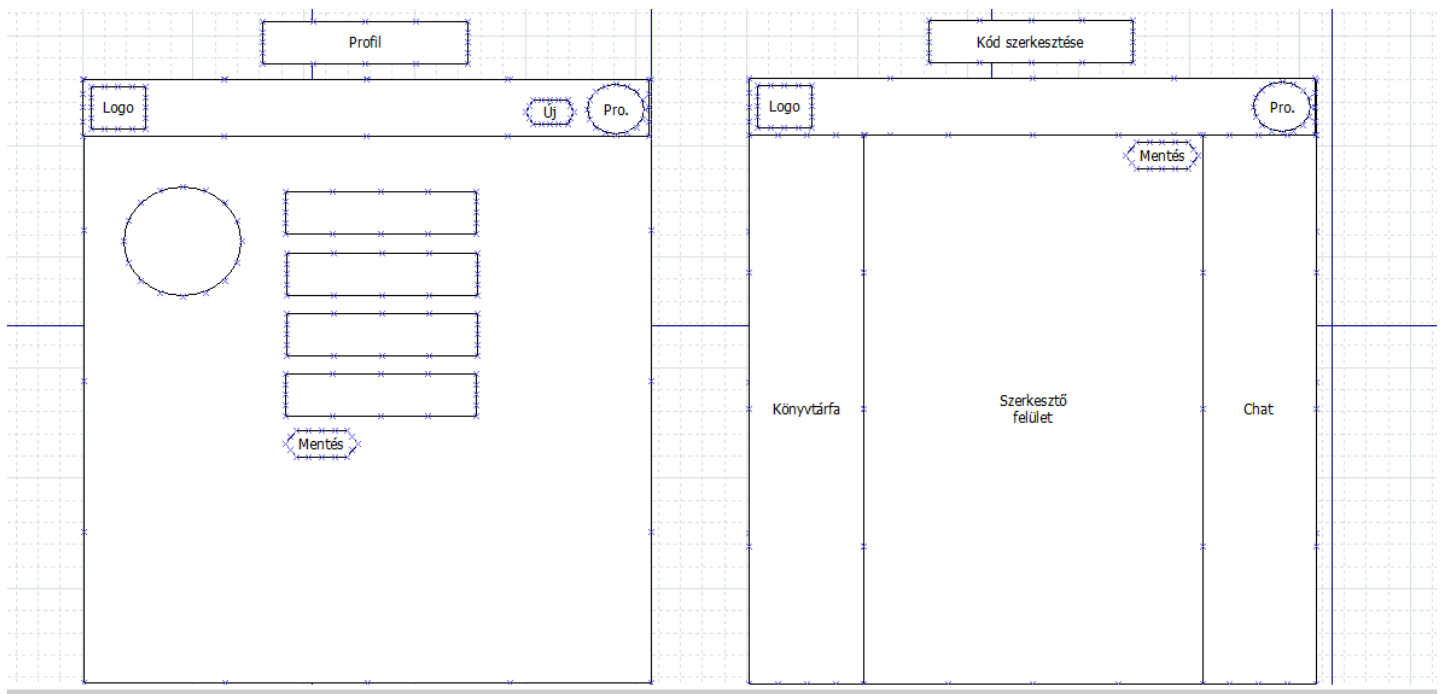 Profil
Logo
Új
Pro.
Mentés
Kód szerkesztése
Logo
Pro.
Mentés
Könyvtárfa
Szerkesztő
felület
Chat